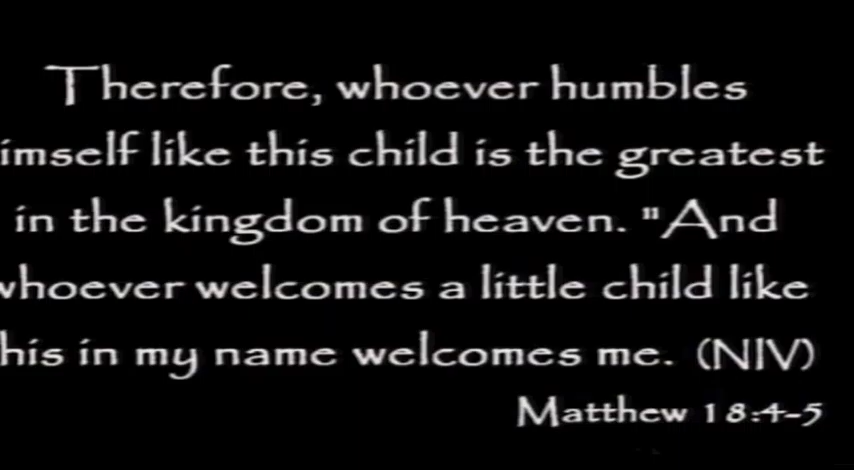 Therefore, whoever humbles
imself like this child is the greatest
in the kingdom of heaven. "And
whoever welcomes a little child like
his in my name welcomes me. (NIV)
Matthew 18:4-5